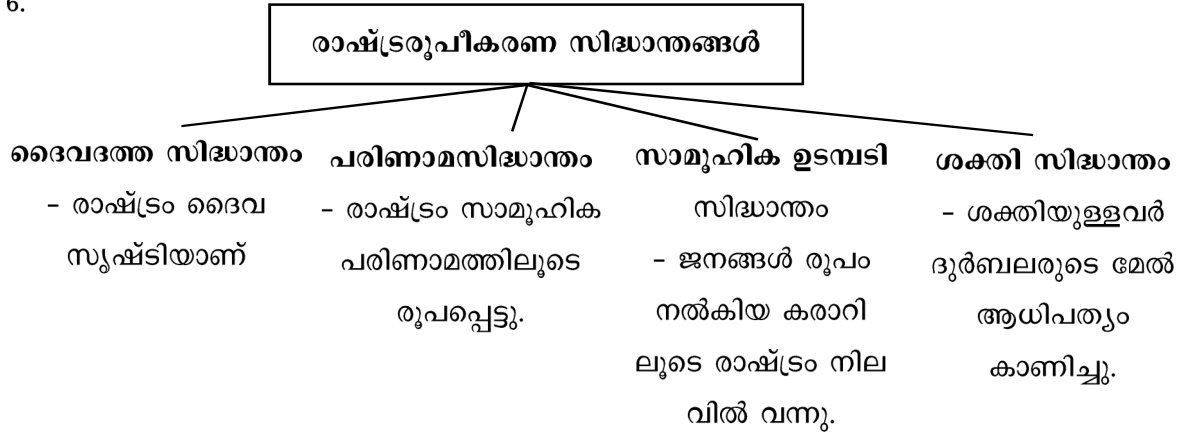 6.
രാഷ്ട്രരൂപീകരണ സിദ്ധാന്തങ്ങൾ
ദൈവദത്ത സിദ്ധാന്തം
– രാഷ്ട്രം ദൈവ
സൃഷ്ടിയാണ്
പരിണാമസിദ്ധാന്തം
– രാഷ്ട്രം സാമൂഹിക
പരിണാമത്തിലൂടെ
രൂപപ്പെട്ടു.
സാമൂഹിക ഉടമ്പടി
സിദ്ധാന്തം
– ജനങ്ങൾ രൂപം
നൽകിയ കരാറി
ലൂടെ രാഷ്ട്രം നില
വിൽ വന്നു.
ശക്തി സിദ്ധാന്തം
– ശക്തിയുള്ളവർ
ദുർബലരുടെ മേൽ
ആധിപത്യം
കാണിച്ചു.